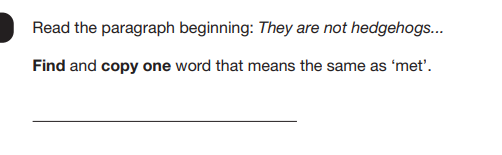 Read the paragraph beginning: They are not hedgehogs...
Find and copy one word that means the same as ‘met’.